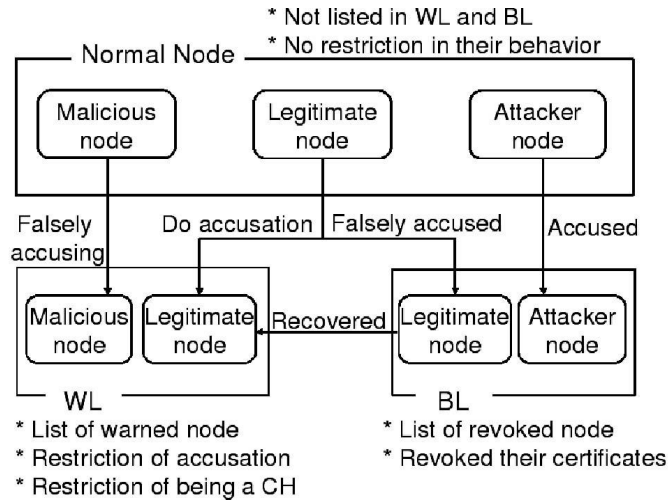 * Not listed in WL and BL
* No restriction in their behavior
Normal Node
Malicious
node
Legitimate
node
Attacker
node
Falsely
accusing
Do accusation
Falsely accused
Accused
Malicious
node
Legitimate
node
Recovered
Legitimate
node
Attacker
node
WL
* List of warned node
* Restriction of accusation
* Restriction of being a CH
BL
* List of revoked node
* Revoked their certificates